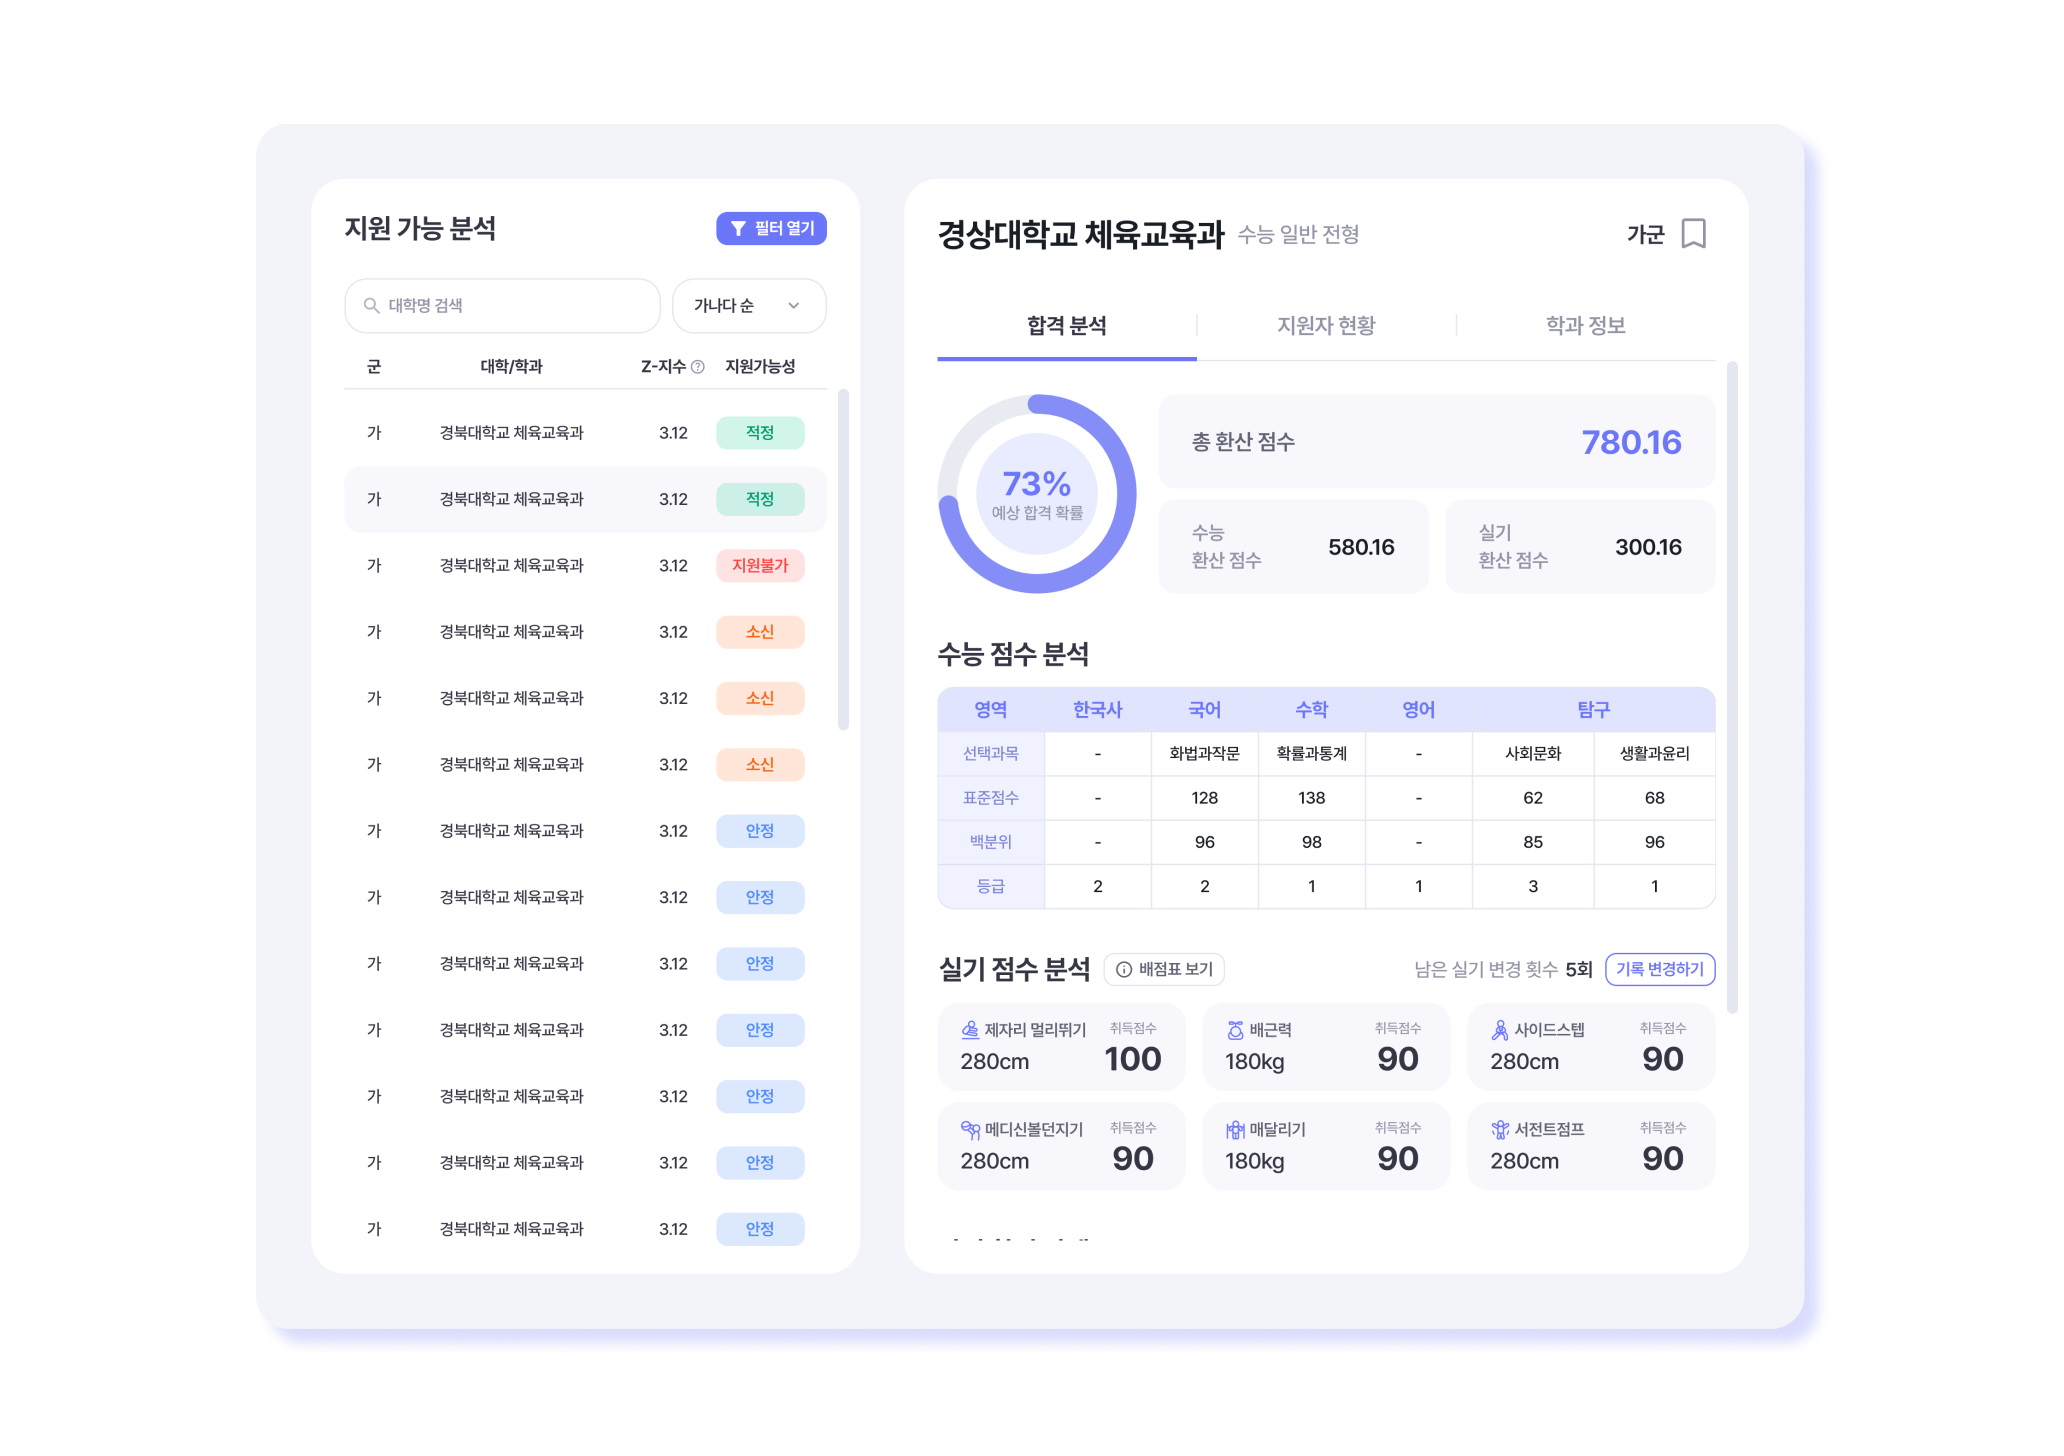 지원 가능 분석
필터 열기
대학명 검색
가나다 순
군 대학/학과 Z-지수 ? 지원가능성
가 경북대학교 체육교육과 3.12 적정
가 경북대학교 체육교육과 3.12 적정
가 경북대학교 체육교육과 3.12 지원불가
가 경북대학교 체육교육과 3.12 소신
가 경북대학교 체육교육과 3.12 소신
가 경북대학교 체육교육과 3.12 소신
가 경북대학교 체육교육과 3.12 안정
가 경북대학교 체육교육과 3.12 안정
가 경북대학교 체육교육과 3.12 안정
가 경북대학교 체육교육과 3.12 안정
가 경북대학교 체육교육과 3.12 안정
가 경북대학교 체육교육과 3.12 안정
가 경북대학교 체육교육과 3.12 안정
경상대학교 체육교육과 수능 일반 전형 가군
합격 분석 지원자 현황 학과 정보
73%
예상 합격 확률
총 환산 점수 780.16
수능
환산 점수
580.16
실기
환산 점수
300.16
수능 점수 분석
영역 한국사 국어 수학 영어 탐구
선택과목 - 화법과작문 확률과통계 - 사회문화 생활과윤리
표준점수 - 128 138 - 62 68
백분위 - 96 98 - 85 96
등급 2 2 1 1 3 1
실기 점수 분석 배점표 보기 남은 실기 변경 횟수 5회 기록 변경하기
제자리 멀리뛰기 취득점수
280cm 100
배근력 취득점수
180kg 90
사이드스텝 취득점수
280cm 90
메디신볼던지기 취득점수
280cm 90
매달리기 취득점수
180kg 90
서전트점프 취득점수
280cm 90